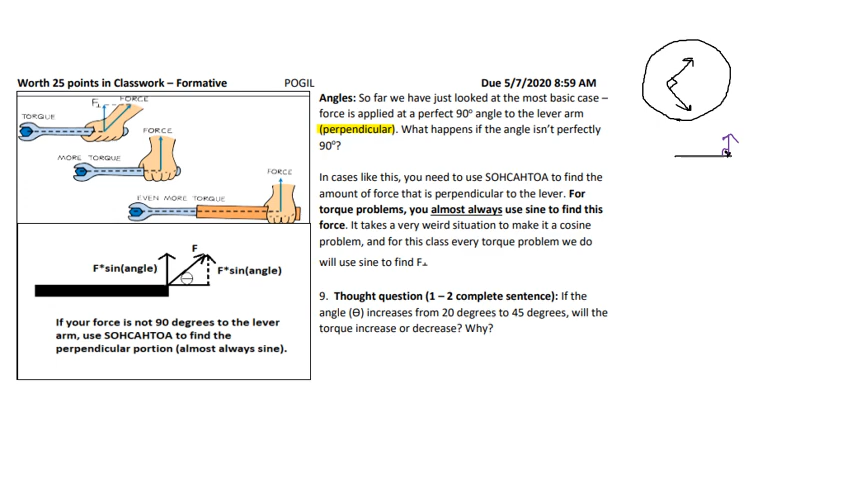 Worth 25 points in Classwork – Formative POGIL Due 5/7/2020 8:59 AM
F⊥ FORCE
TORQUE
FORCE
MORE TORQUE
FORCE
EVEN MORE TORQUE
F
F*sin(angle)
F*sin(angle)
θ
If your force is not 90 degrees to the lever
arm, use SOHCAHTOA to find the
perpendicular portion (almost always sine).
Angles: So far we have just looked at the most basic case –
force is applied at a perfect 90° angle to the lever arm
(perpendicular). What happens if the angle isn't perfectly
90°?
In cases like this, you need to use SOHCAHTOA to find the
amount of force that is perpendicular to the lever. For
torque problems, you almost always use sine to find this
force. It takes a very weird situation to make it a cosine
problem, and for this class every torque problem we do
will use sine to find F⊥
9. Thought question (1 – 2 complete sentence): If the
angle (Θ) increases from 20 degrees to 45 degrees, will the
torque increase or decrease? Why?